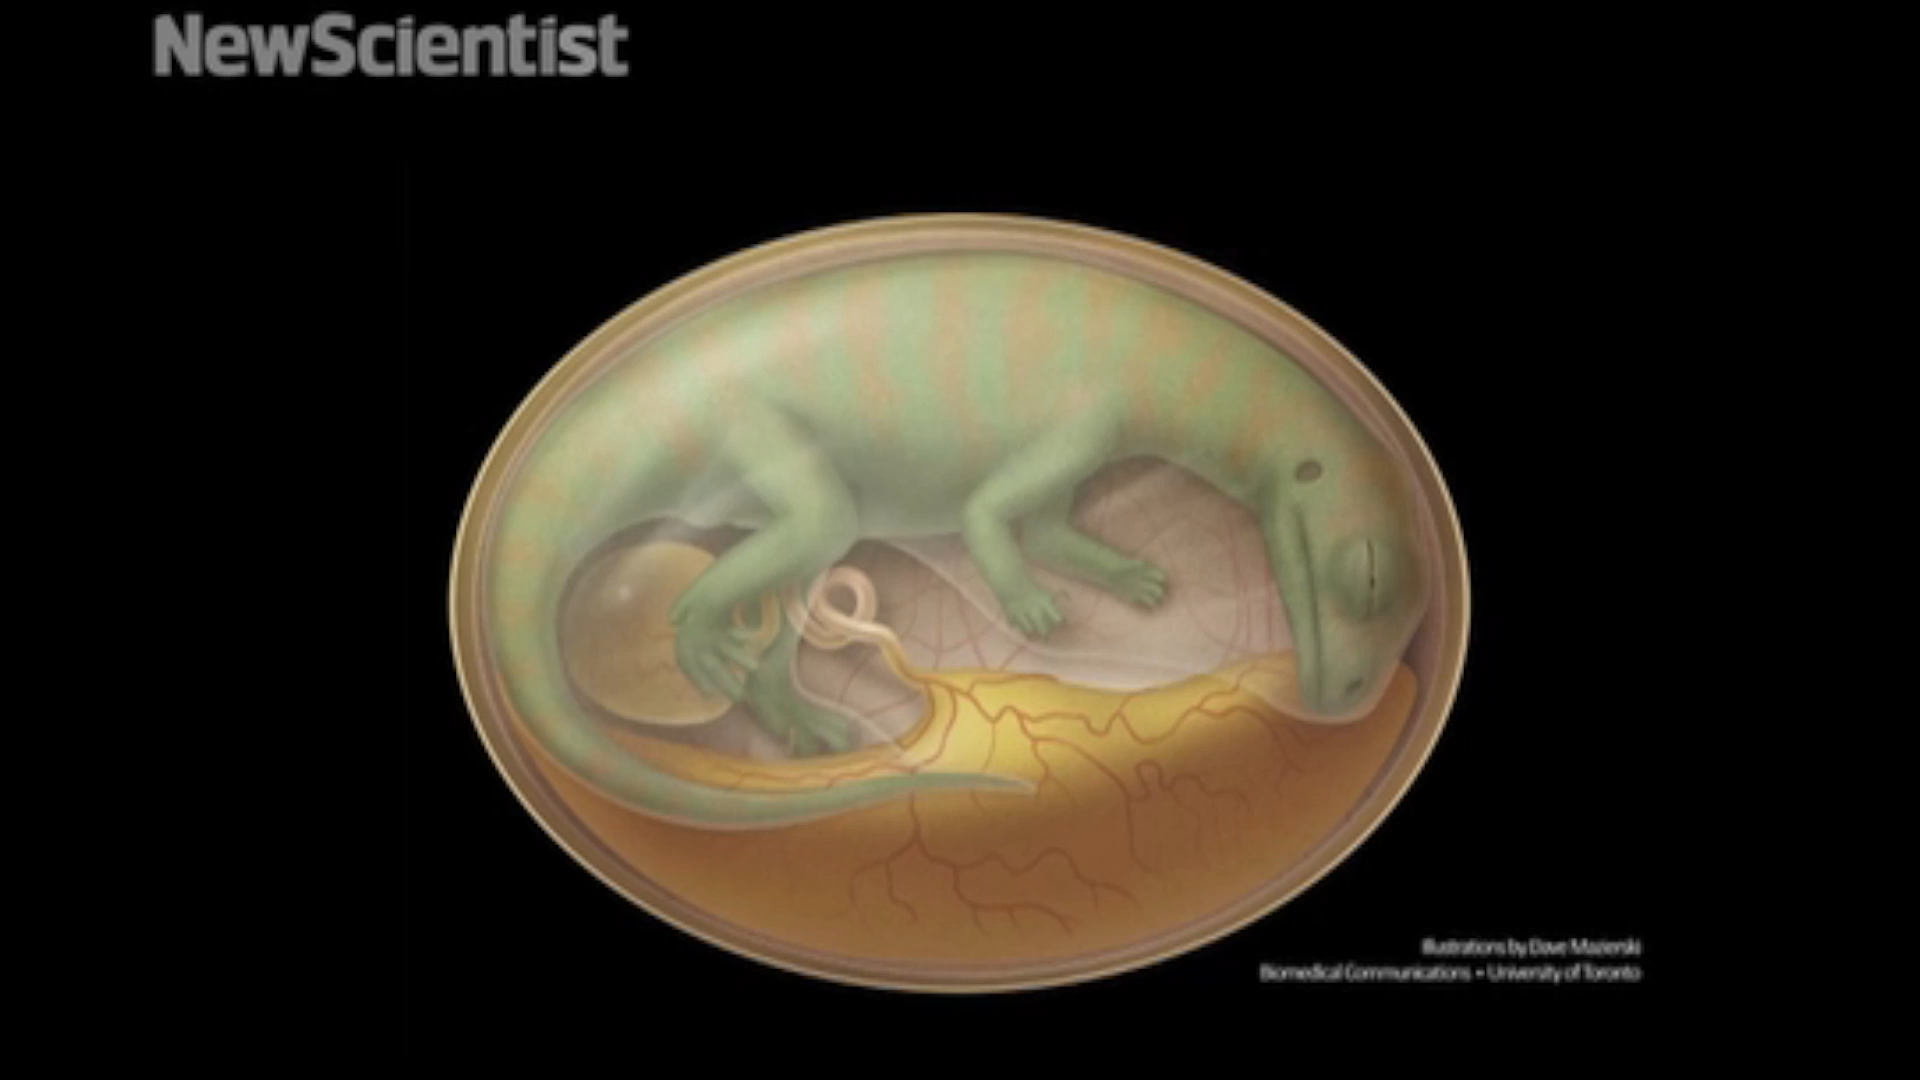 NewScientist
Illustrations by Dave Mazierski
Biomedical Communications • University of Toronto